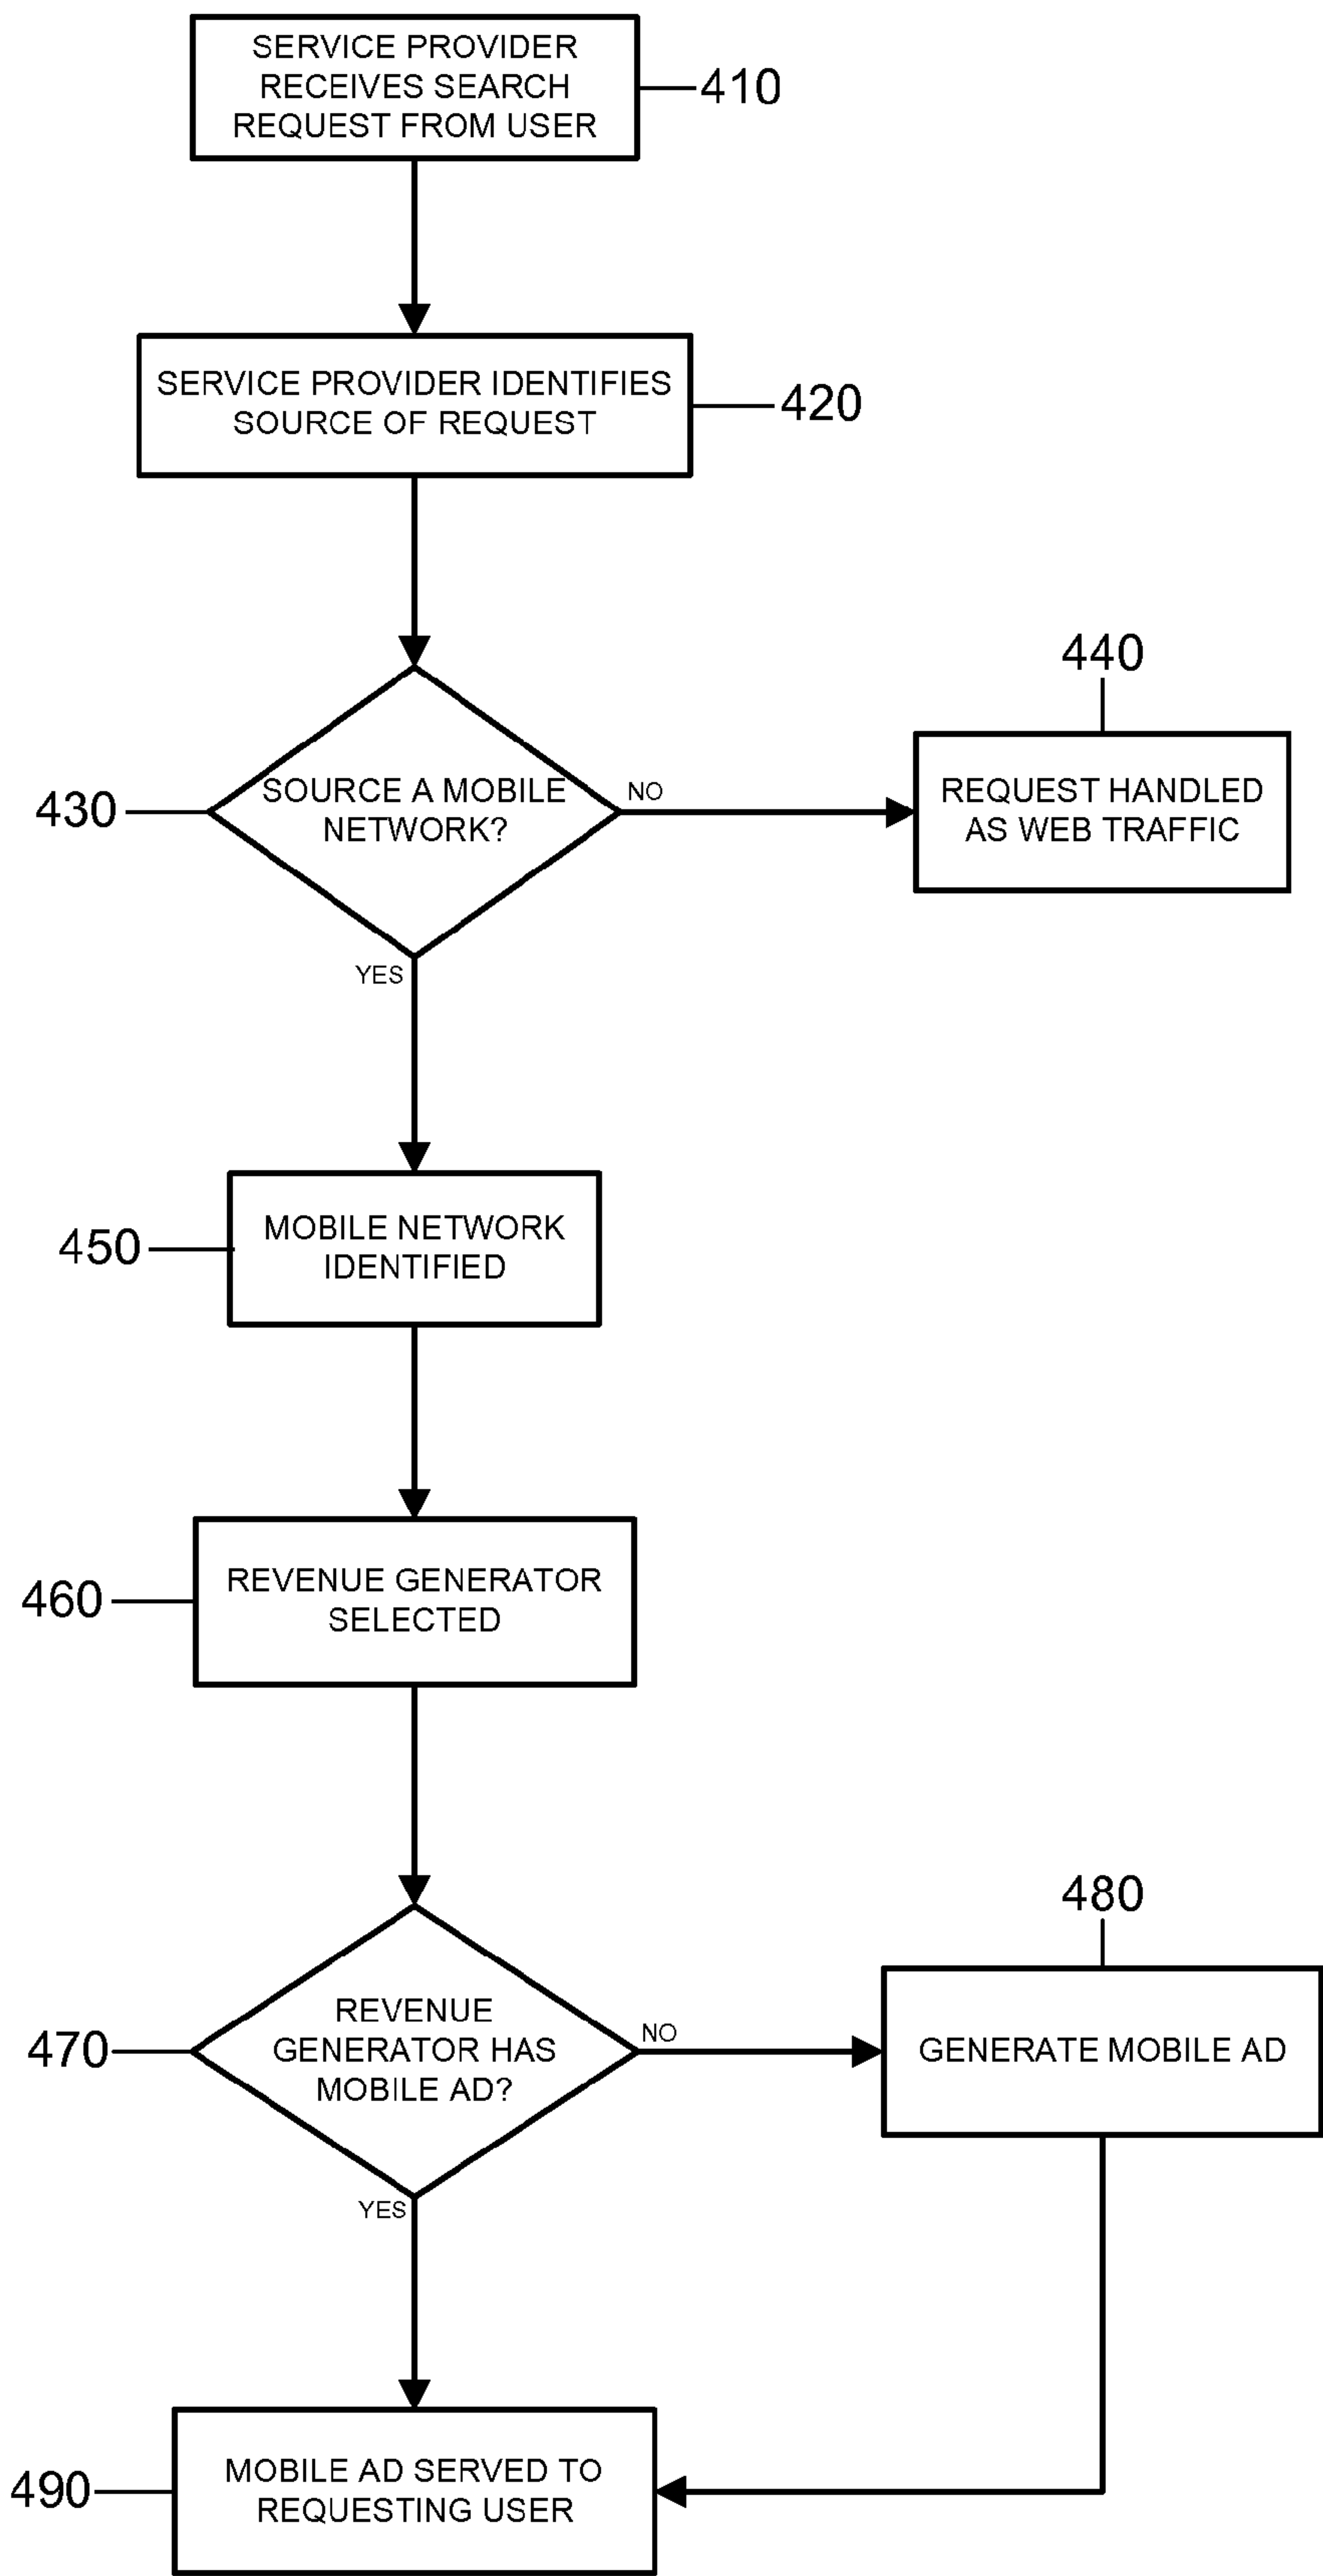 SERVICE PROVIDER
RECEIVES SEARCH
REQUEST FROM USER
410
SERVICE PROVIDER IDENTIFIES
SOURCE OF REQUEST
420
430
SOURCE A MOBILE
NETWORK?
NO
YES
440
REQUEST HANDLED
AS WEB TRAFFIC
450
MOBILE NETWORK
IDENTIFIED
460
REVENUE GENERATOR
SELECTED
470
REVENUE
GENERATOR HAS
MOBILE AD?
NO
YES
480
GENERATE MOBILE AD
490
MOBILE AD SERVED TO
REQUESTING USER